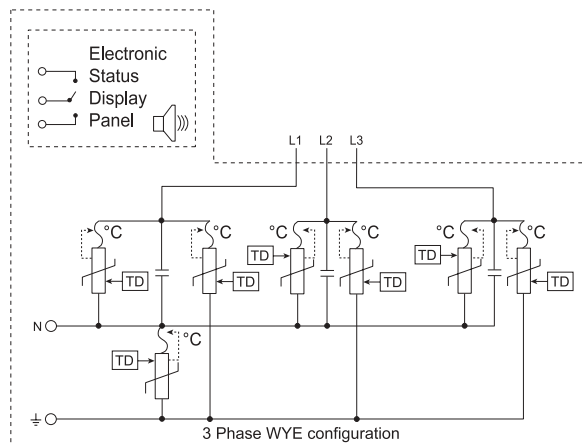 Electronic
Status
Display
Panel
L1 L2 L3
°C °C °C °C °C °C
TD TD TD TD TD TD
N
°C
TD
3 Phase WYE configuration